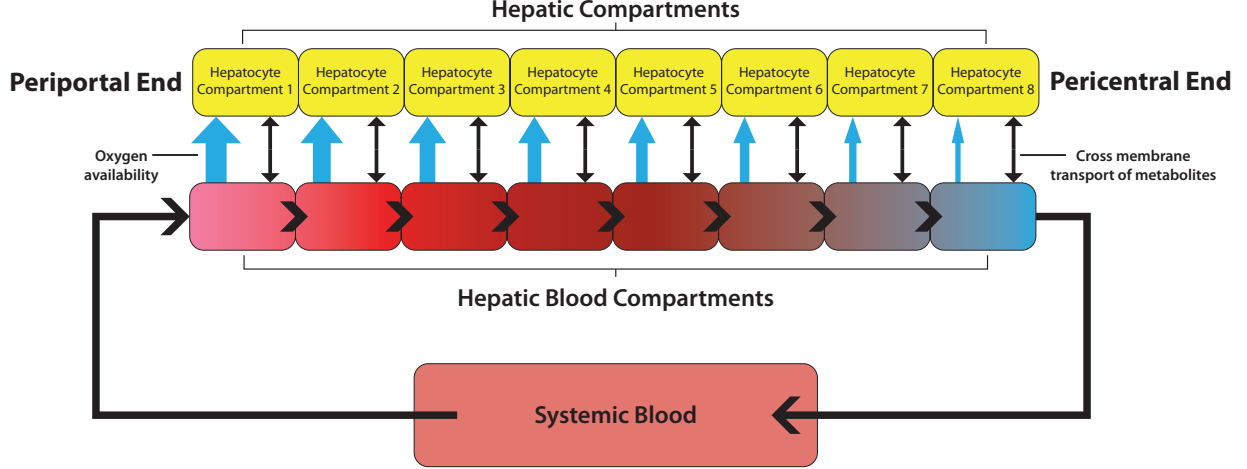 Hepatic Compartments
Periportal End
Hepatocyte
Compartment 1
Hepatocyte
Compartment 2
Hepatocyte
Compartment 3
Hepatocyte
Compartment 4
Hepatocyte
Compartment 5
Hepatocyte
Compartment 6
Hepatocyte
Compartment 7
Hepatocyte
Compartment 8
Pericentral End
Oxygen
availability
Cross membrane
transport of metabolites
Hepatic Blood Compartments
Systemic Blood